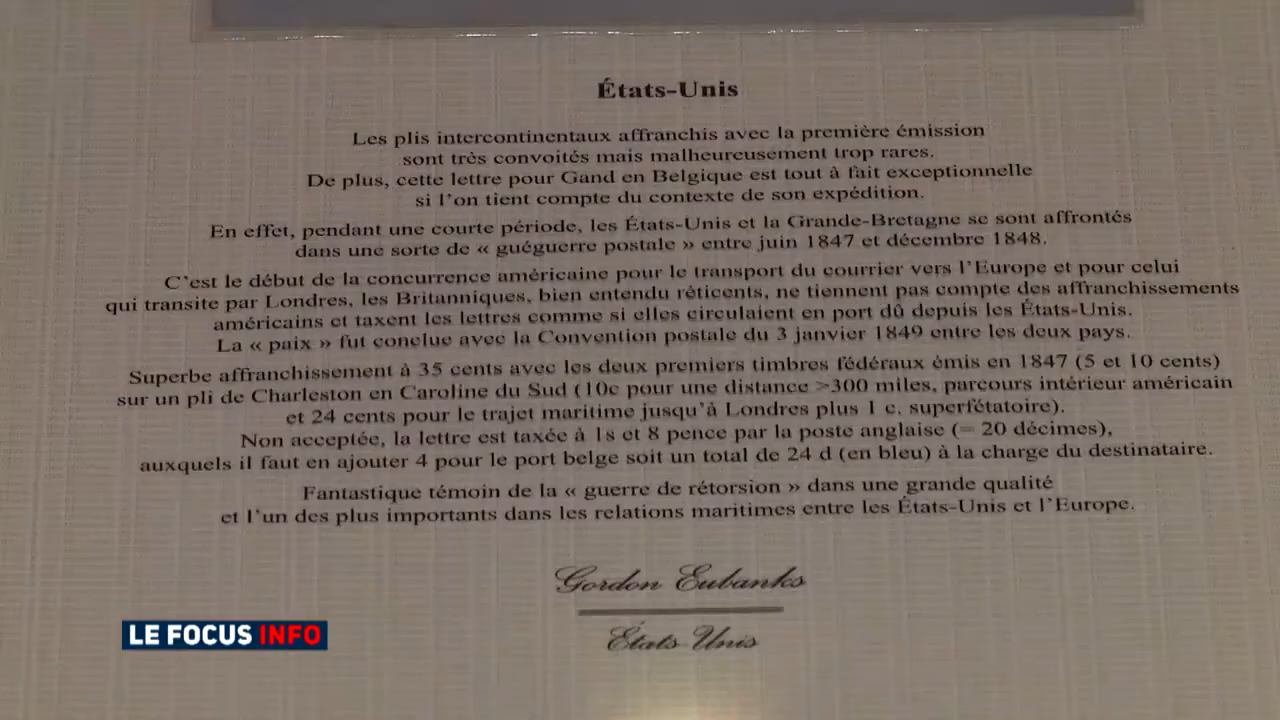 États-Unis
Les plis intercontinentaux affranchis avec la première émission
sont très convoités mais malheureusement trop rares.
De plus, cette lettre pour Gand en Belgique est tout à fait exceptionnelle
si l'on tient compte du contexte de son expédition.
En effet, pendant une courte période, les États-Unis et la Grande-Bretagne se sont affrontés
dans une sorte de « guéguerre postale » entre juin 1847 et décembre 1848.
C'est le début de la concurrence américaine pour le transport du courrier vers l'Europe et pour celui
qui transite par Londres, les Britanniques, bien entendu réticents, ne tiennent pas compte des affranchissements
américains et taxent les lettres comme si elles circulaient en port dû depuis les États-Unis.
La « paix » fut conclue avec la Convention postale du 3 janvier 1849 entre les deux pays.
Superbe affranchissement à 35 cents avec les deux premiers timbres fédéraux émis en 1847 (5 et 10 cents)
sur un pli de Charleston en Caroline du Sud (10c pour une distance >300 miles, parcours intérieur américain
et 24 cents pour le trajet maritime jusqu'à Londres plus 1 c. superfétatoire).
Non acceptée, la lettre est taxée à 1s et 8 pence par la poste anglaise (= 20 décimes),
auxquels il faut en ajouter 4 pour le port belge soit un total de 24 d (en bleu) à la charge du destinataire.
Fantastique témoin de la « guerre de rétorsion » dans une grande qualité
et l'un des plus importants dans les relations maritimes entre les États-Unis et l'Europe.
Gordon Eubanks
États-Unis
LE FOCUS INFO